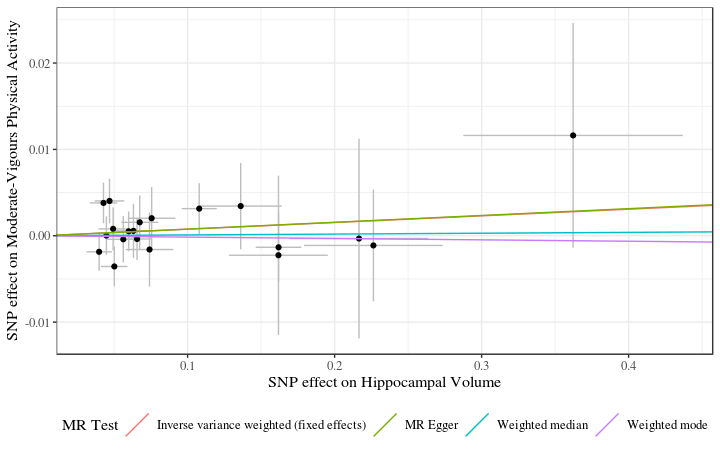 SNP effect on Moderate-Vigours Physical Activity
0.02
0.01
0.00
-0.01
0.1 0.2 0.3 0.4
SNP effect on Hippocampal Volume
MR Test Inverse variance weighted (fixed effects) MR Egger Weighted median Weighted mode